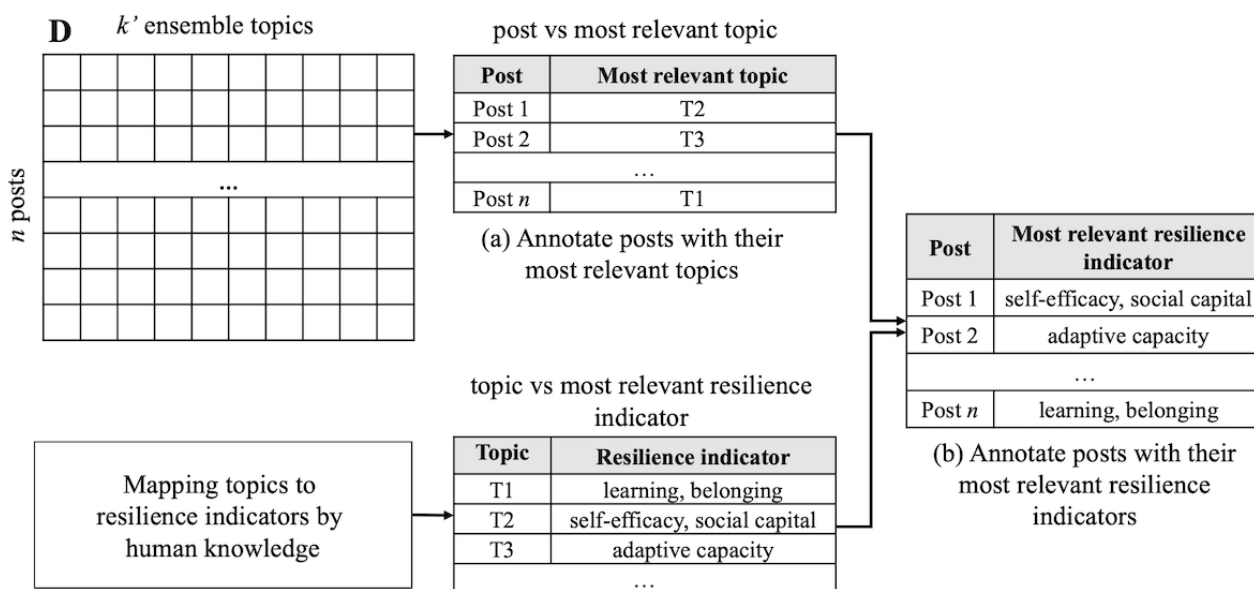 D
k’ ensemble topics
n posts
...
post vs most relevant topic
Post Most relevant topic
Post 1 T2
Post 2 T3
...
Post n T1
(a) Annotate posts with their
most relevant topics
Mapping topics to
resilience indicators by
human knowledge
topic vs most relevant resilience
indicator
Topic Resilience indicator
T1 learning, belonging
T2 self-efficacy, social capital
T3 adaptive capacity
...
Post Most relevant resilience
indicator
Post 1 self-efficacy, social capital
Post 2 adaptive capacity
...
Post n learning, belonging
(b) Annotate posts with their
most relevant resilience
indicators